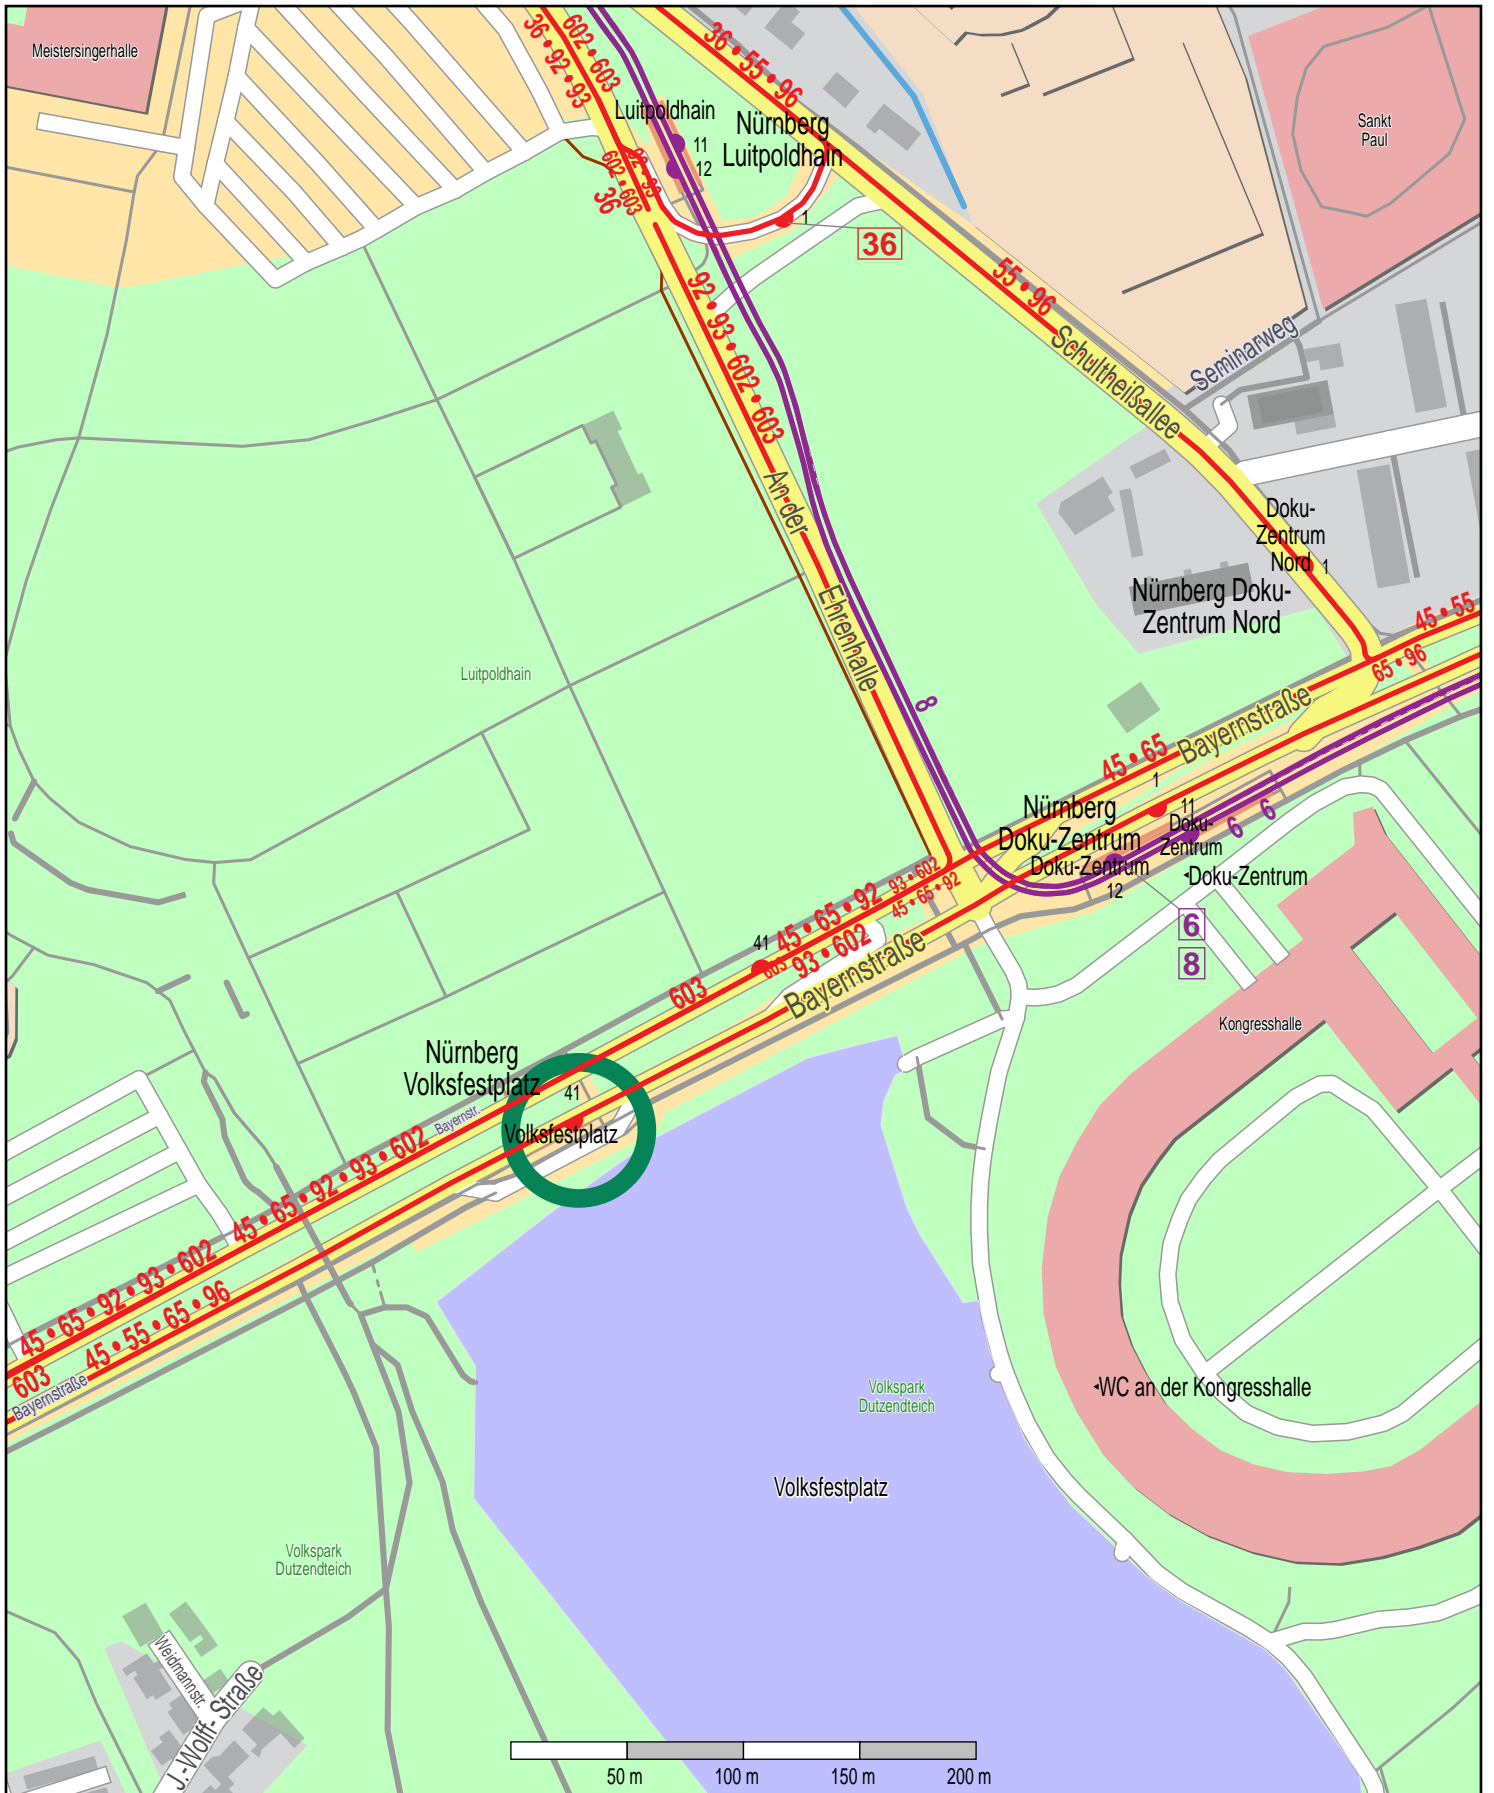 Meistersingerhalle
36 • 92 • 93
602 • 603
36 • 55 • 96
Luitpoldhain
11
12
Nürnberg
Luitpoldhain
Sankt
Paul
92 • 93
602 • 603
36
1
36
55 • 96
92 • 93 • 602 • 603
Schultheißallee
Seminarweg
An der
Ehrenhalle
Doku-
Zentrum
Nord
1
Nürnberg Doku-
Zentrum Nord
45 • 55
65 • 96
Luitpoldhain
8
Bayernstraße
45 • 65
1
11
Nürnberg
Doku-Zentrum
Doku-
Zentrum
6
6
Doku-Zentrum
12
Doku-Zentrum
93 • 602
45 • 65 • 92
45 • 65 • 92
41
603
93 • 602
6
8
603
Bayernstraße
Kongresshalle
Nürnberg
Volksfestplatz
41
Bayernstr.
Volksfestplatz
45 • 65 • 92 • 93 • 602
45 • 65 • 92 • 93 • 602
45 • 55 • 65 • 96
603
Bayernstraße
WC an der Kongresshalle
Volkspark
Dutzendteich
Volksfestplatz
Volkspark
Dutzendteich
Weidmannstr.
J.-Wolff-Straße
50 m
100 m
150 m
200 m